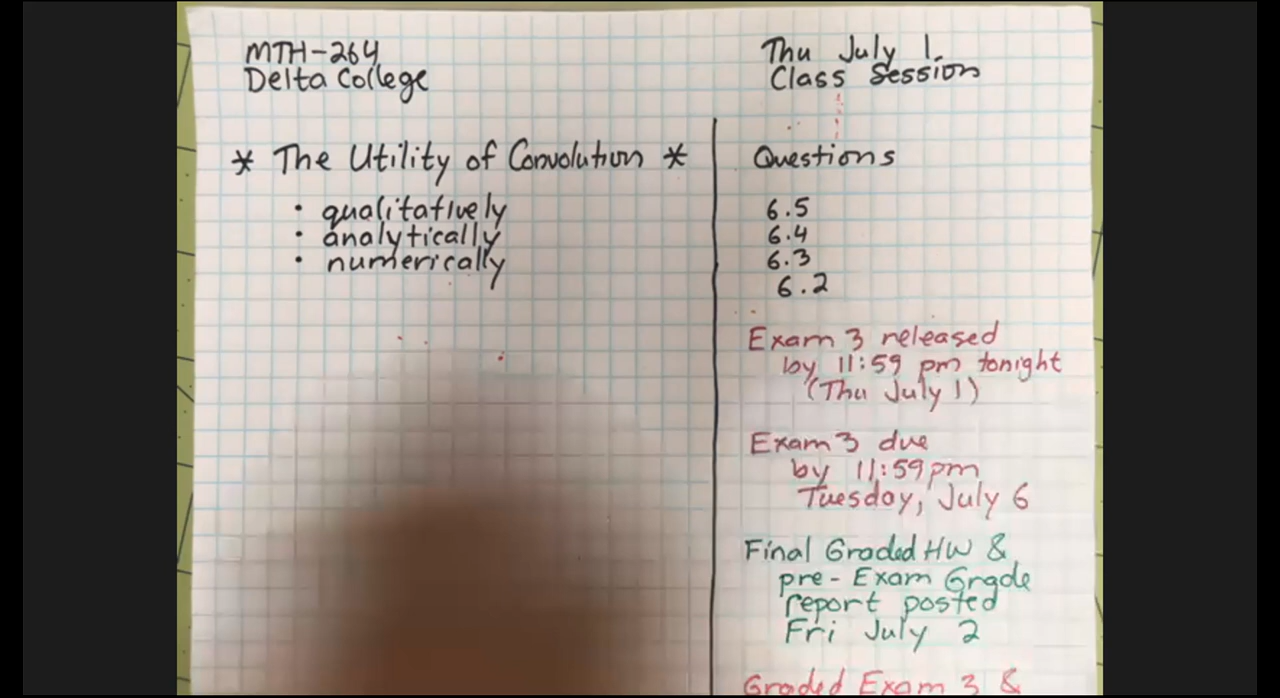 MTH-264
Delta College
Thu July 1.
Class Session
* The Utility of Convolution *
• qualitatively
• analytically
• numerically
Questions
6.5
6.4
6.3
6.2
Exam 3 released
by 11:59 pm tonight
(Thu July 1)
Exam 3 due
by 11:59pm
Tuesday, July 6
Final Graded HW &
pre-Exam Grade
report posted
Fri July 2
Graded Exam 3 &